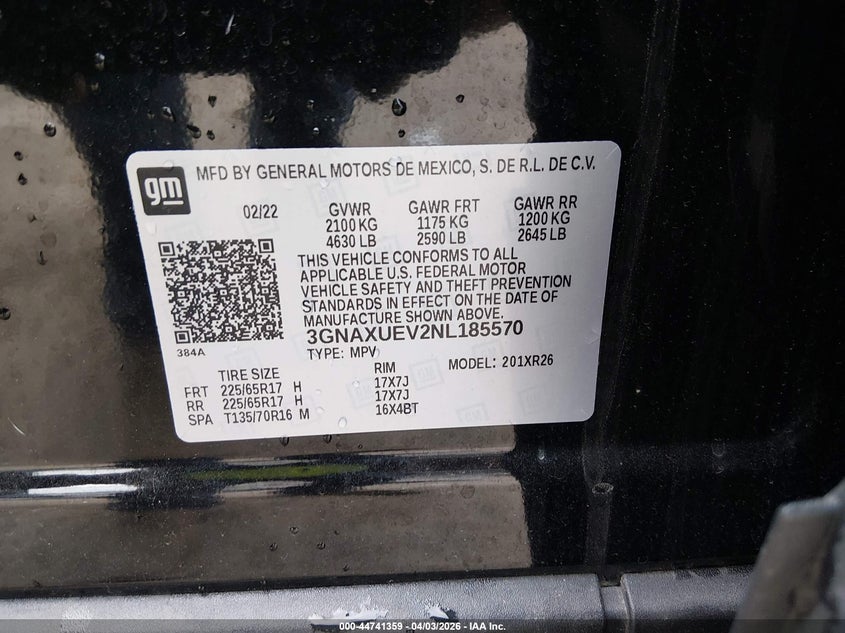 gm
MFD BY GENERAL MOTORS DE MEXICO, S. DE R.L. DE C.V.
02/22 GVWR GAWR FRT GAWR RR
2100 KG 1175 KG 1200 KG
4630 LB 2590 LB 2645 LB
THIS VEHICLE CONFORMS TO ALL
APPLICABLE U.S. FEDERAL MOTOR
VEHICLE SAFETY AND THEFT PREVENTION
STANDARDS IN EFFECT ON THE DATE OF
MANUFACTURE SHOWN ABOVE.
3GNAXUEV2NL185570
384A
TYPE: MPV
MODEL: 201XR26
TIRE SIZE RIM
FRT 225/65R17 H 17X7J
RR 225/65R17 H 17X7J
SPA T135/70R16 M 16X4BT
000-44741359 - 04/03/2026 - IAA Inc.